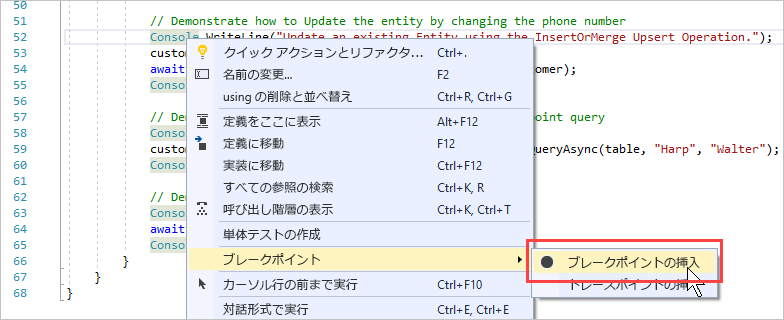 50
51 // Demonstrate how to Update the entity by changing the phone number
52 Console.WriteLine("Update an existing Entity using the InsertOrMerge Upsert Operation.");
53 custom
54 await omer);
55 Conso
56
57 // De oint query
58 Conso
59 custom QueryAsync(table, "Harp", "Walter");
60 Conso
61
62 // De
63 Conso
64 await
65 Conso
66 }
67 }
68 }
クイック アクションとリファクタ... Ctrl+.
名前の変更... F2
using の削除と並べ替え Ctrl+R, Ctrl+G
定義をここに表示 Alt+F12
定義に移動 F12
実装に移動 Ctrl+F12
すべての参照の検索 Ctrl+K, R
呼び出し階層の表示 Ctrl+K, Ctrl+T
単体テストの作成
ブレークポイント
カーソル行の前まで実行 Ctrl+F10
対話形式で実行 Ctrl+E, Ctrl+E
ブレークポイントの挿入
トレースポイントの挿